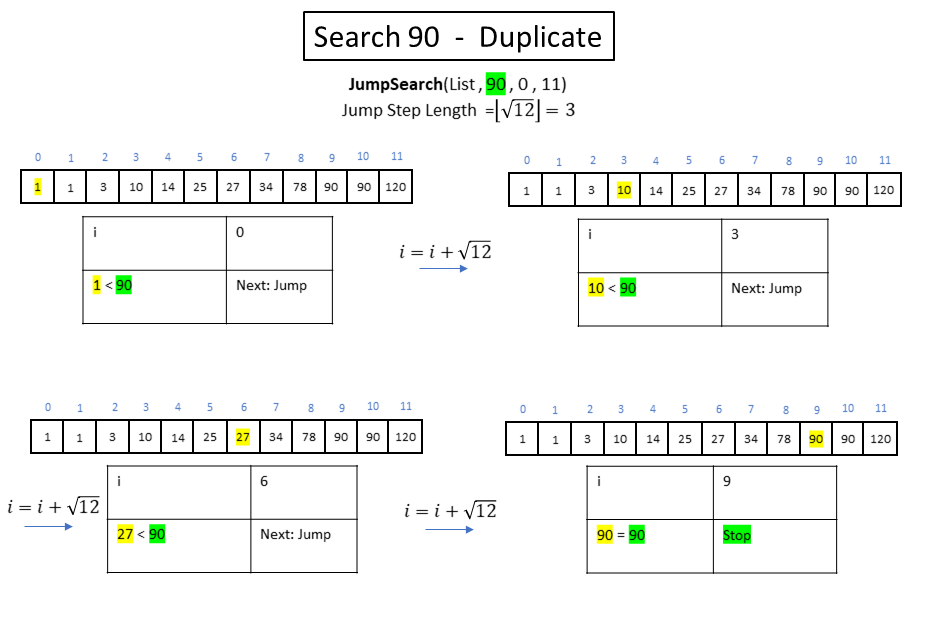 Search 90 - Duplicate
JumpSearch(List , 90 , 0 , 11)
Jump Step Length =⌊√12⌋ = 3
0 1 2 3 4 5 6 7 8 9 10 11
1 1 3 10 14 25 27 34 78 90 90 120
i 0
1 < 90 Next: Jump
i = i + √12
0 1 2 3 4 5 6 7 8 9 10 11
1 1 3 10 14 25 27 34 78 90 90 120
i 3
10 < 90 Next: Jump
i = i + √12
0 1 2 3 4 5 6 7 8 9 10 11
1 1 3 10 14 25 27 34 78 90 90 120
i 6
27 < 90 Next: Jump
i = i + √12
0 1 2 3 4 5 6 7 8 9 10 11
1 1 3 10 14 25 27 34 78 90 90 120
i 9
90 = 90 Stop